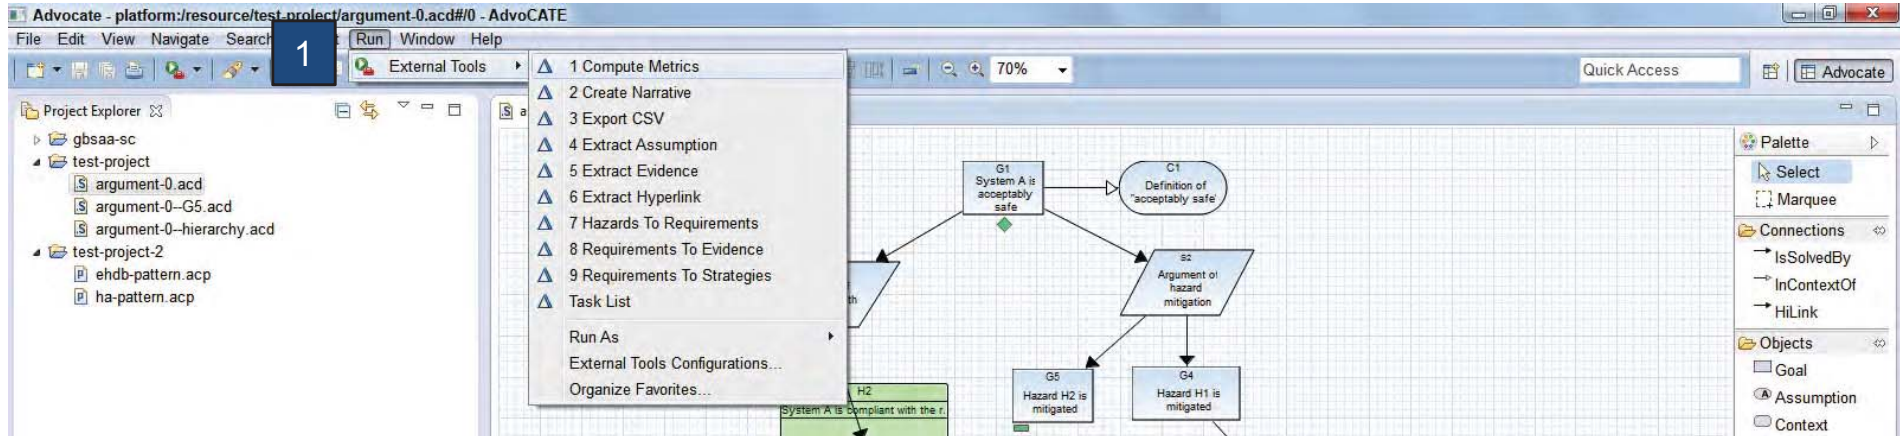 Advocate - platform:/resource/test-project/argument-0.acd#/0 - AdvoCATE
File Edit View Navigate Search Run Window Help
1
External Tools
70%
Quick Access
Advocate
Project Explorer
gbsaa-sc
test-project
argument-0.acd
argument-0--G5.acd
argument-0--hierarchy.acd
test-project-2
ehdb-pattern.acp
ha-pattern.acp
1 Compute Metrics
2 Create Narrative
3 Export CSV
4 Extract Assumption
5 Extract Evidence
6 Extract Hyperlink
7 Hazards To Requirements
8 Requirements To Evidence
9 Requirements To Strategies
Task List
Run As
External Tools Configurations...
Organize Favorites...
G1
System A is
acceptably
safe
C1
Definition of
"acceptably safe'
S2
Argument of
hazard
mitigation
G5
Hazard H2 is
mitigated
G4
Hazard H1 is
mitigated
H2
System A is compliant with the r.
Palette
Select
Marquee
Connections
IsSolvedBy
InContextOf
HiLink
Objects
Goal
Assumption
Context